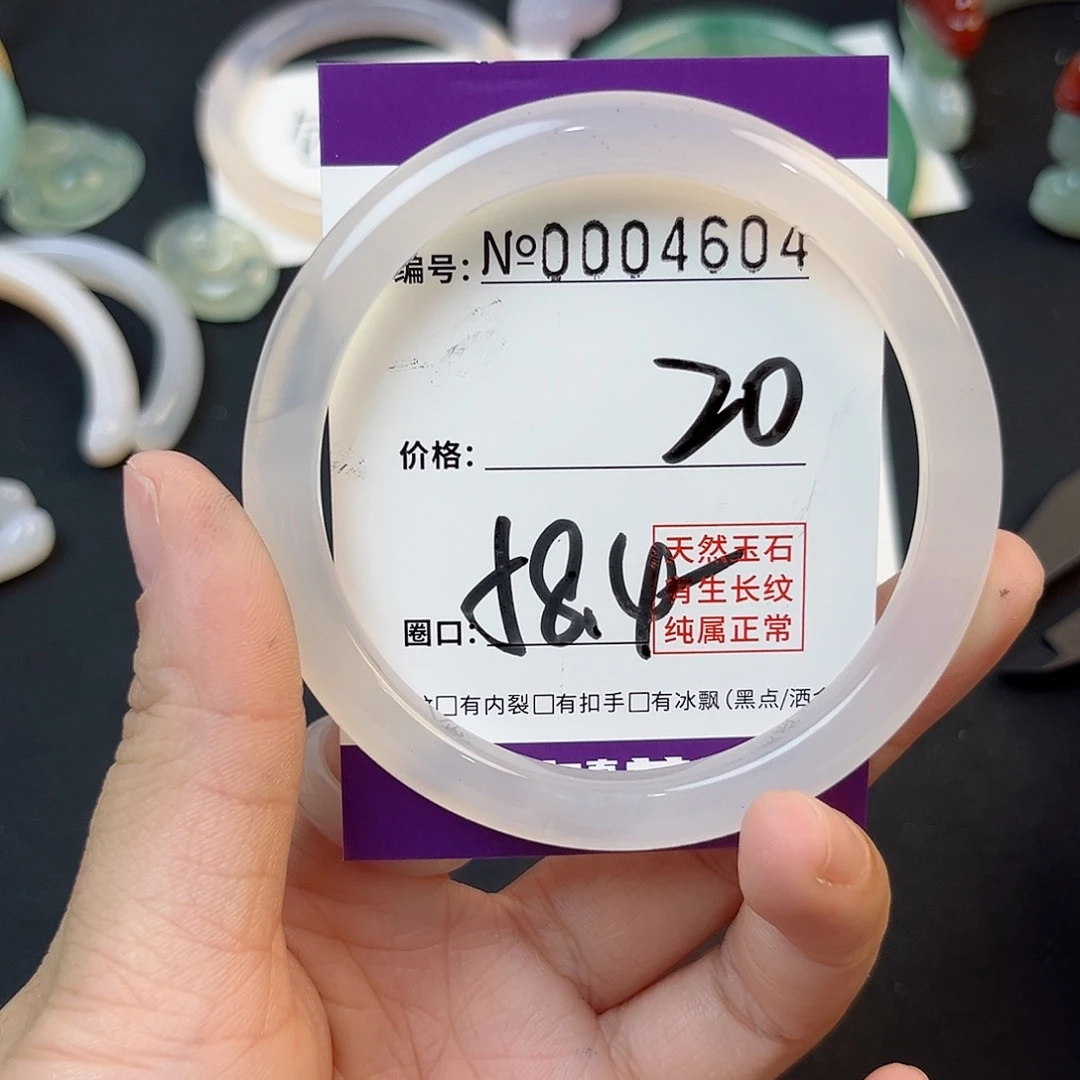 编号: №0004604
价格: 20
圈口: 58.4
天然玉石
有生长纹
纯属正常
□有内裂□有扣手□有冰飘(黑点/洒